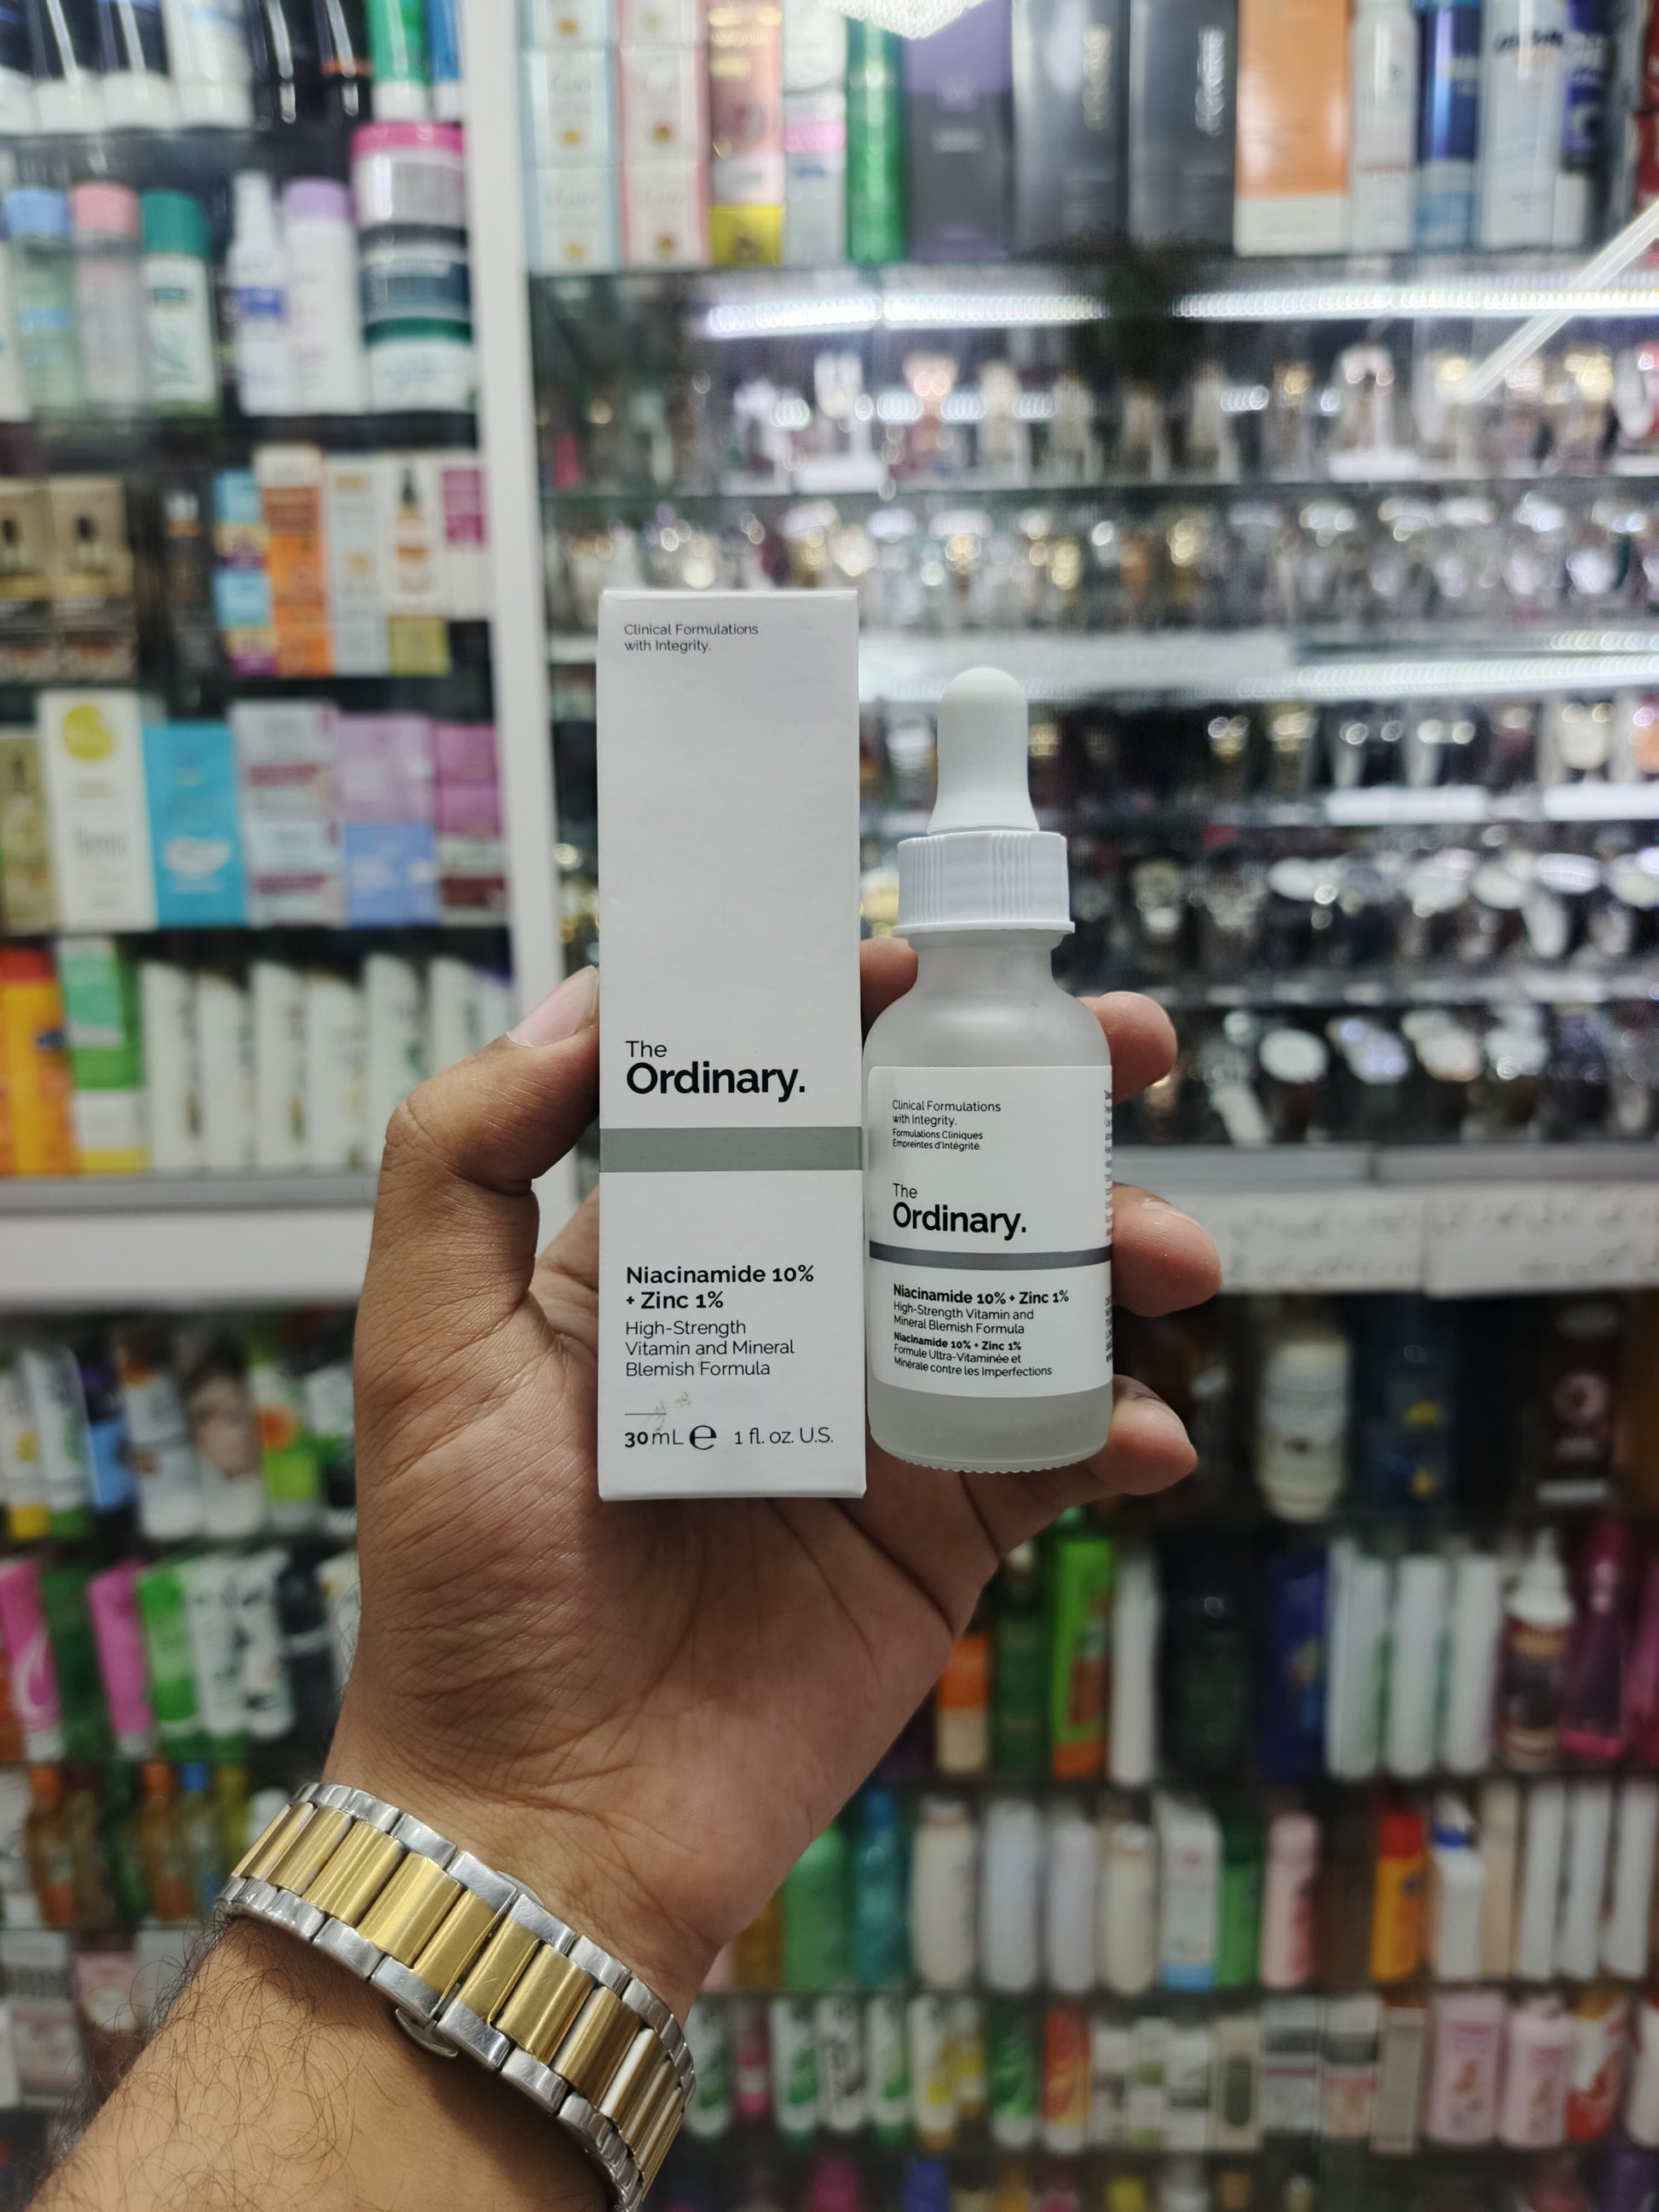 Clinical Formulations
with Integrity.
The
Ordinary.
Niacinamide 10%
+ Zinc 1%
High-Strength
Vitamin and Mineral
Blemish Formula
30mL ℮ 1 fl. oz. U.S.
Clinical Formulations
with Integrity.
Formulations Cliniques
Empreintes d'Intégrité.
The
Ordinary.
Niacinamide 10% + Zinc 1%
High-Strength Vitamin and
Mineral Blemish Formula
Niacinamide 10% + Zinc 1%
Formule Ultra-Vitaminée et
Minérale contre les Imperfections